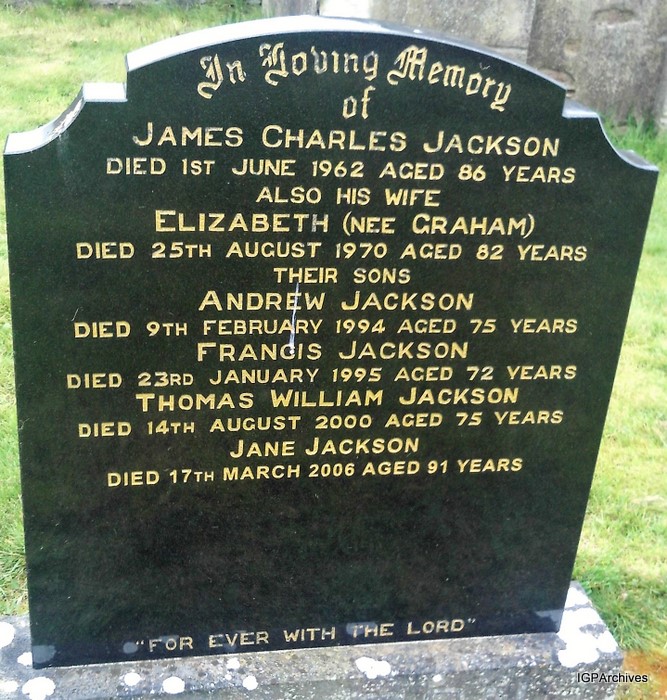 In Loving Memory
of
JAMES CHARLES JACKSON
DIED 1ST JUNE 1962 AGED 86 YEARS
ALSO HIS WIFE
ELIZABETH (NEE GRAHAM)
DIED 25TH AUGUST 1970 AGED 82 YEARS
THEIR SONS
ANDREW JACKSON
DIED 9TH FEBRUARY 1994 AGED 75 YEARS
FRANCIS JACKSON
DIED 23RD JANUARY 1995 AGED 72 YEARS
THOMAS WILLIAM JACKSON
DIED 14TH AUGUST 2000 AGED 75 YEARS
JANE JACKSON
DIED 17TH MARCH 2006 AGED 91 YEARS
"FOR EVER WITH THE LORD"
IGPArchives